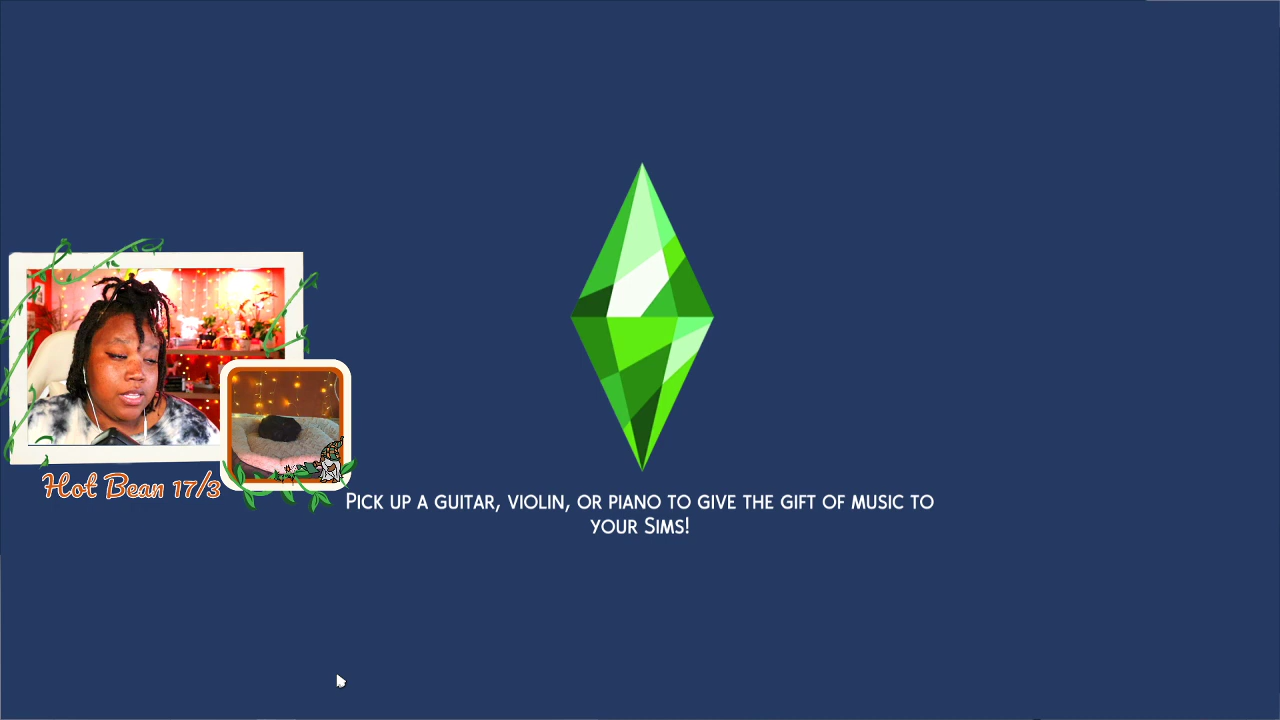 Hot Bean 17/3
PICK UP A GUITAR, VIOLIN, OR PIANO TO GIVE THE GIFT OF MUSIC TO
YOUR SIMS!